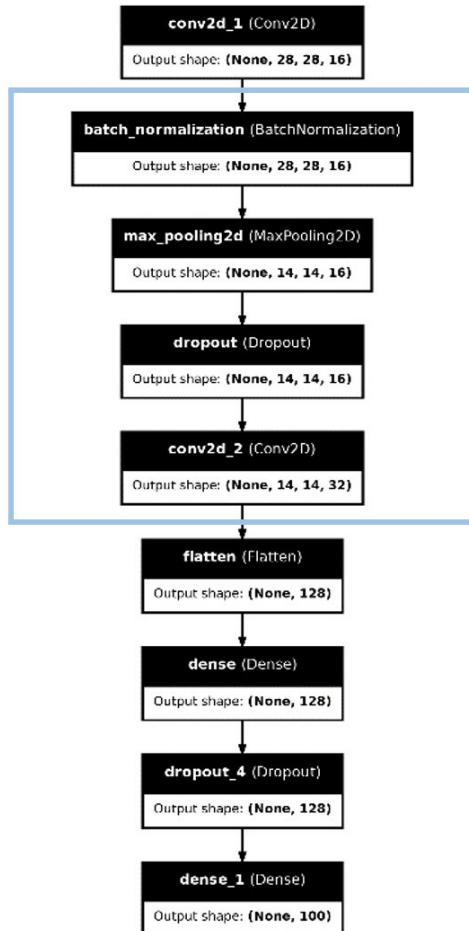 conv2d_1 (Conv2D)
Output shape: (None, 28, 28, 16)
batch_normalization (BatchNormalization)
Output shape: (None, 28, 28, 16)
max_pooling2d (MaxPooling2D)
Output shape: (None, 14, 14, 16)
dropout (Dropout)
Output shape: (None, 14, 14, 16)
conv2d_2 (Conv2D)
Output shape: (None, 14, 14, 32)
flatten (Flatten)
Output shape: (None, 128)
dense (Dense)
Output shape: (None, 128)
dropout_4 (Dropout)
Output shape: (None, 128)
dense_1 (Dense)
Output shape: (None, 100)